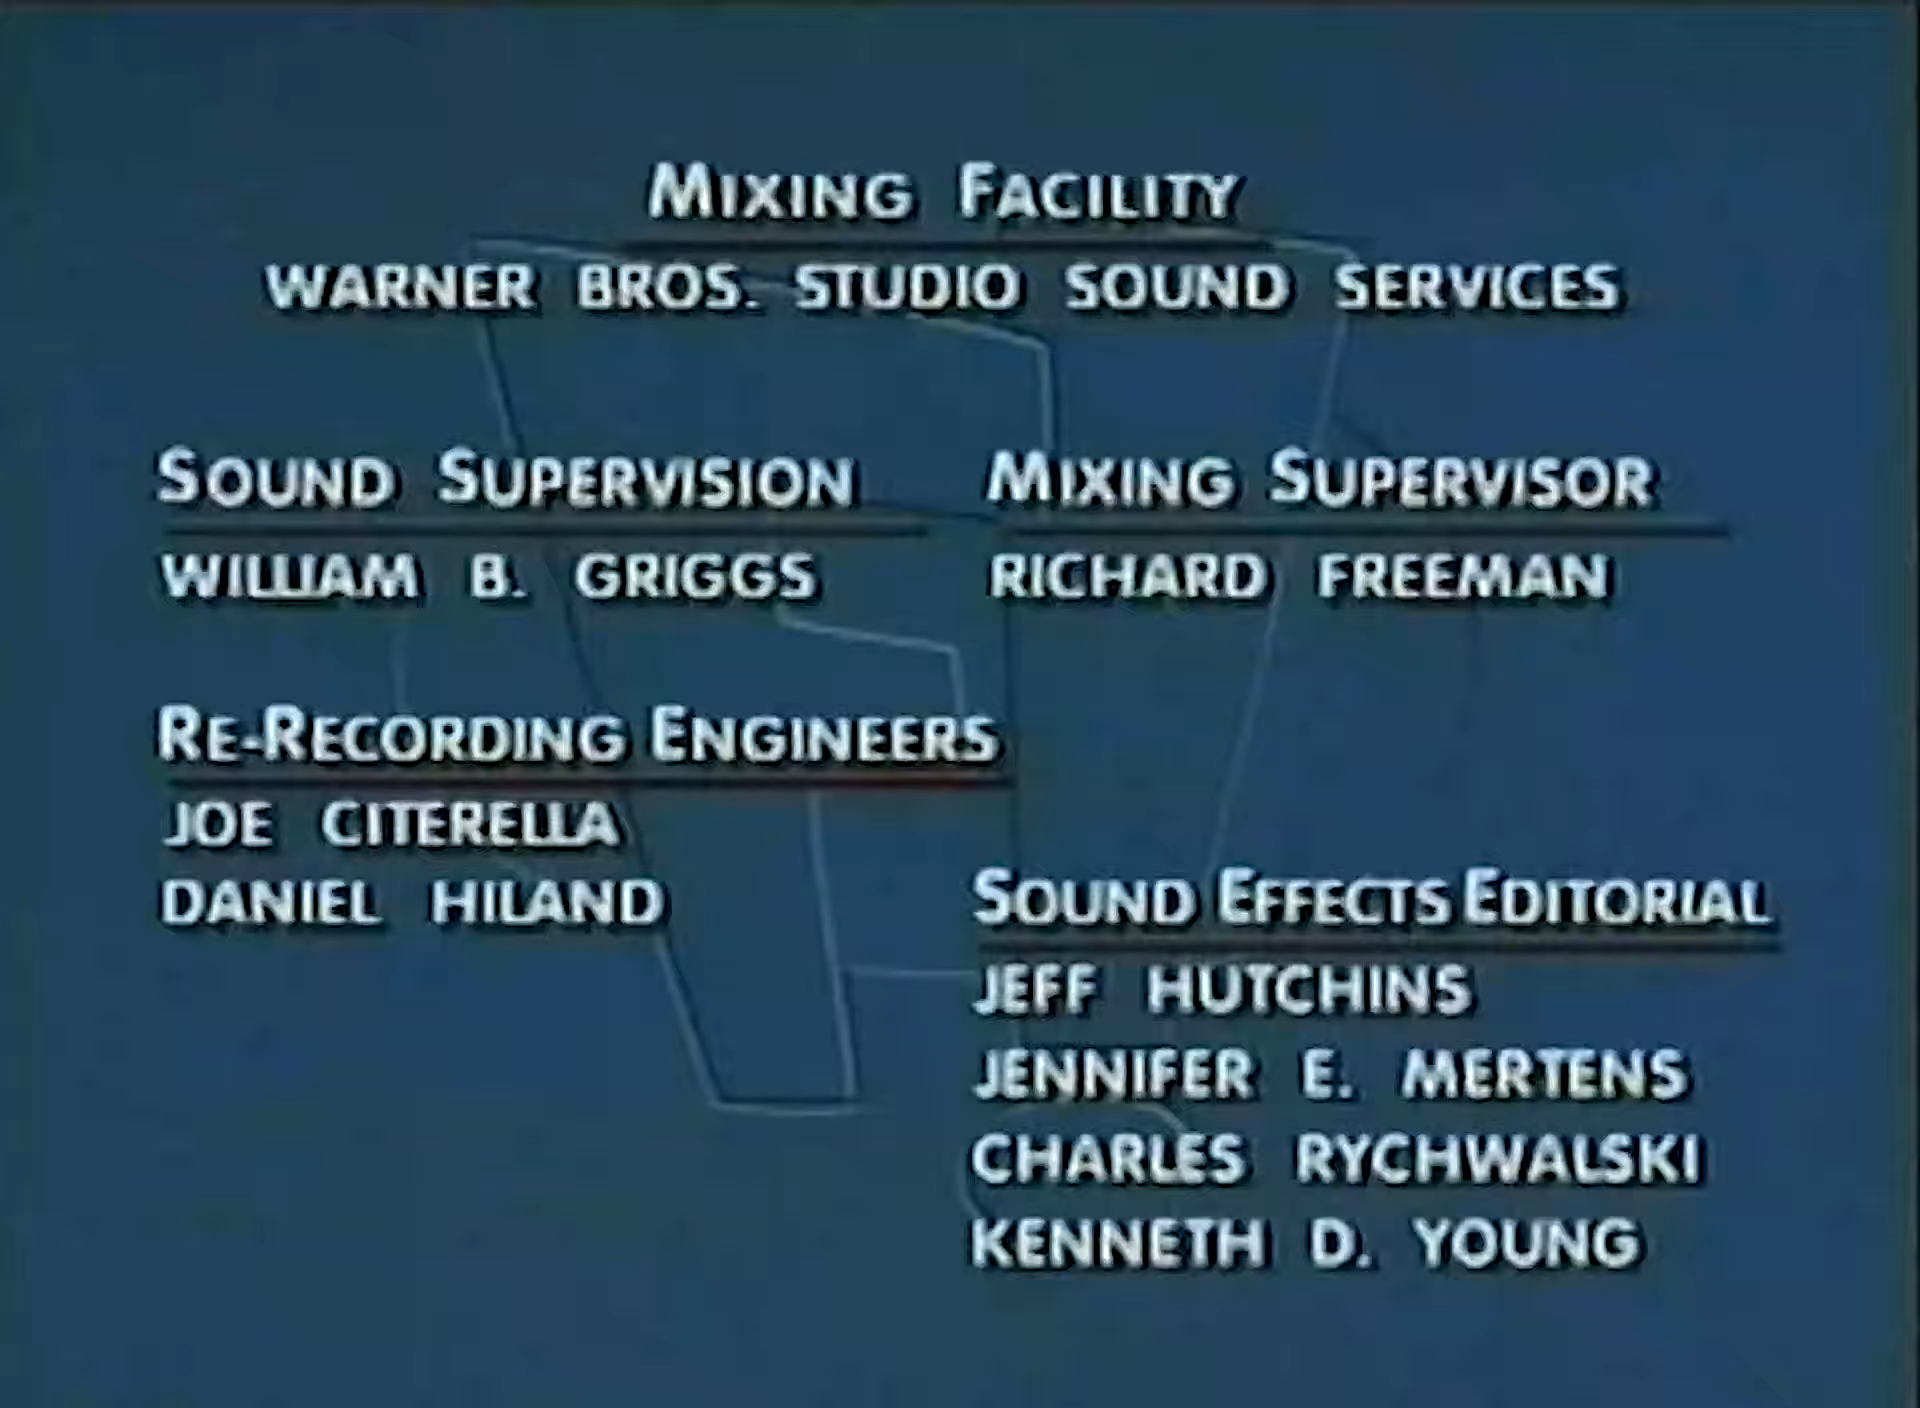 MIXING FACILITY
WARNER BROS. STUDIO SOUND SERVICES
SOUND SUPERVISION
WILLIAM B. GRIGGS
MIXING SUPERVISOR
RICHARD FREEMAN
RE-RECORDING ENGINEERS
JOE CITERELLA
DANIEL HILAND
SOUND EFFECTS EDITORIAL
JEFF HUTCHINS
JENNIFER E. MERTENS
CHARLES RYCHWALSKI
KENNETH D. YOUNG